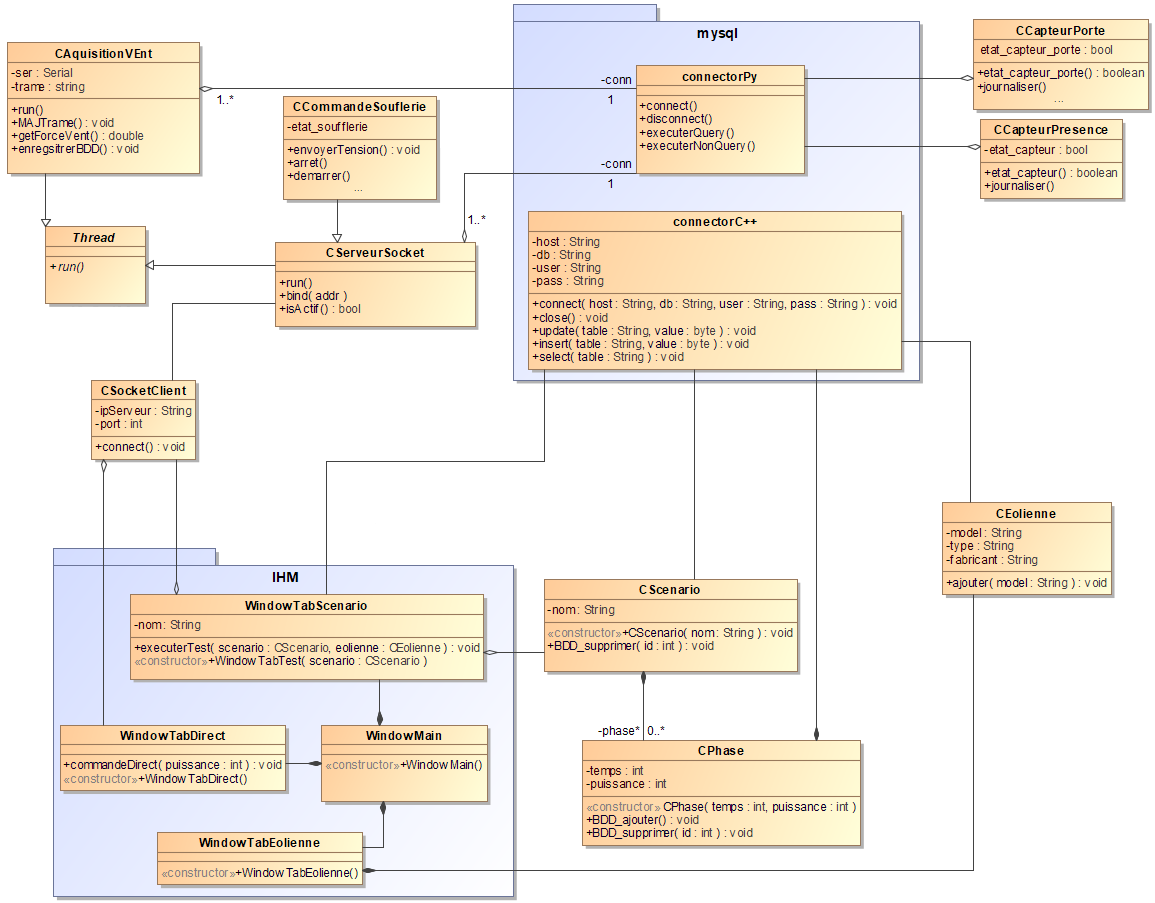 CAquisitionVEnt
-ser : Serial
-trame : string
+run()
+MAJTrame() : void
+getForceVent() : double
+enregsitrerBDD() : void
1..*
CCommandeSouflerie
-etat_soufflerie
+envoyerTension() : void
+arret()
+demarrer()
...
Thread
+run()
CServeurSocket
+run()
+bind( addr )
+isActif() : bool
1..*
mysql
-conn
1
connectorPy
+connect()
+disconnect()
+executerQuery()
+executerNonQuery()
-conn
1
connectorC++
-host : String
-db : String
-user : String
-pass : String
+connect( host : String, db : String, user : String, pass : String ) : void
+close() : void
+update( table : String, value : byte ) : void
+insert( table : String, value : byte ) : void
+select( table : String ) : void
CCapteurPorte
etat_capteur_porte : bool
+etat_capteur_porte() : boolean
+journaliser()
...
CCapteurPresence
-etat_capteur : bool
+etat_capteur() : boolean
+journaliser()
CSocketClient
-ipServeur : String
-port : int
+connect() : void
CEolienne
-model : String
-type : String
-fabricant : String
+ajouter( model : String ) : void
IHM
WindowTabScenario
-nom : String
+executerTest( scenario : CScenario, eolienne : CEolienne ) : void
«constructor»+WindowTabTest( scenario : CScenario )
CScenario
-nom : String
«constructor»+CScenario( nom : String ) : void
+BDD_supprimer( id : int ) : void
-phase*
0..*
WindowTabDirect
+commandeDirect( puissance : int ) : void
«constructor»+WindowTabDirect()
WindowMain
«constructor»+WindowMain()
CPhase
-temps : int
-puissance : int
«constructor» CPhase( temps : int, puissance : int )
+BDD_ajouter() : void
+BDD_supprimer( id : int ) : void
WindowTabEolienne
«constructor»+WindowTabEolienne()